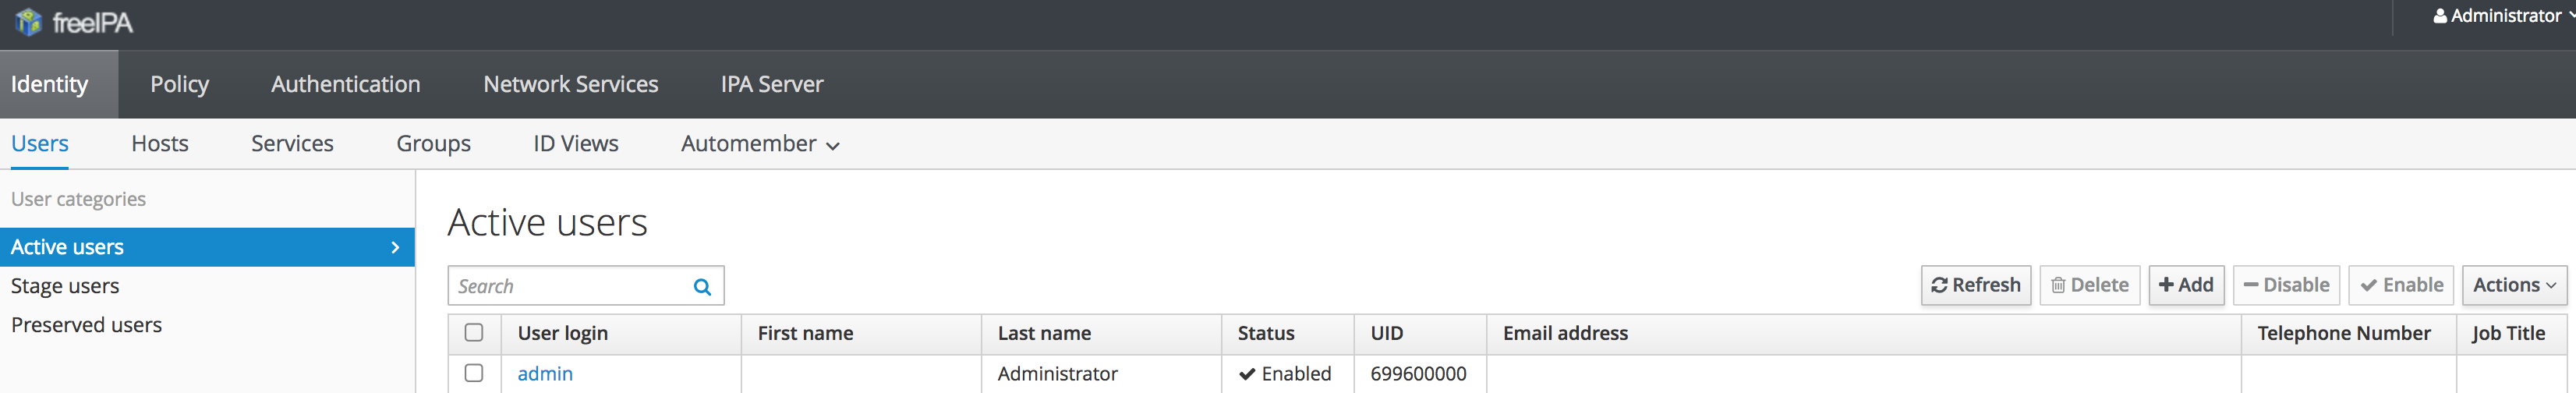 freeIPA Administrator
Identity Policy Authentication Network Services IPA Server
Users Hosts Services Groups ID Views Automember
User categories
Active users
Stage users
Preserved users
Active users
Search Refresh Delete Add Disable Enable Actions
User login First name Last name Status UID Email address Telephone Number Job Title
admin Administrator Enabled 699600000